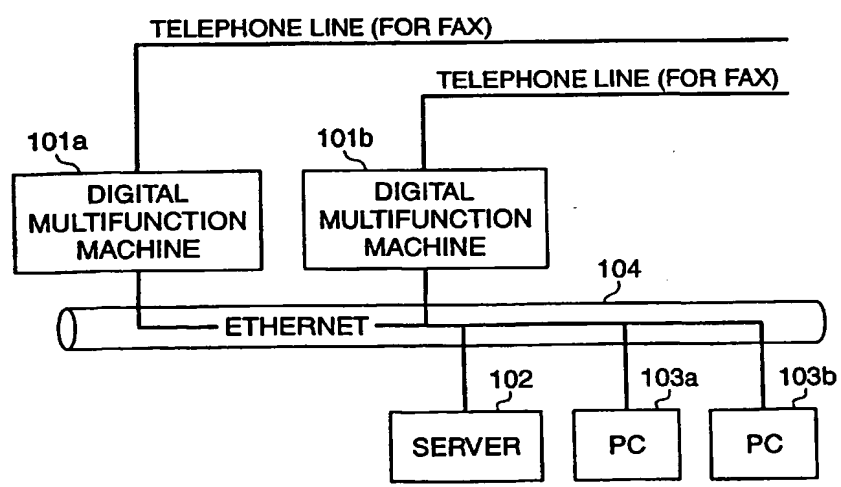 TELEPHONE LINE (FOR FAX)
TELEPHONE LINE (FOR FAX)
101a
101b
DIGITAL
MULTIFUNCTION
MACHINE
DIGITAL
MULTIFUNCTION
MACHINE
104
ETHERNET
102
103a
103b
SERVER
PC
PC